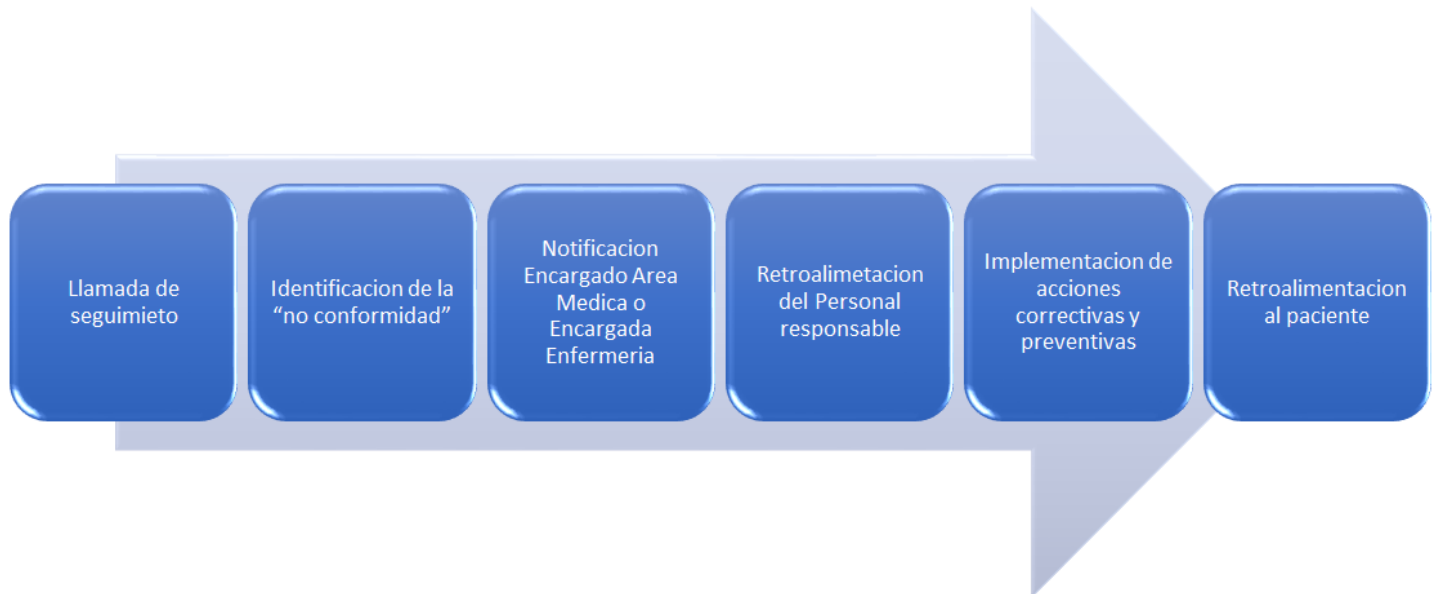 Llamada de
seguimieto
Identificacion de la
“no conformidad”
Notificacion
Encargado Area
Medica o
Encargada
Enfermeria
Retroalimetacion
del Personal
responsable
Implementacion de
acciones
correctivas y
preventivas
Retroalimentacion
al paciente